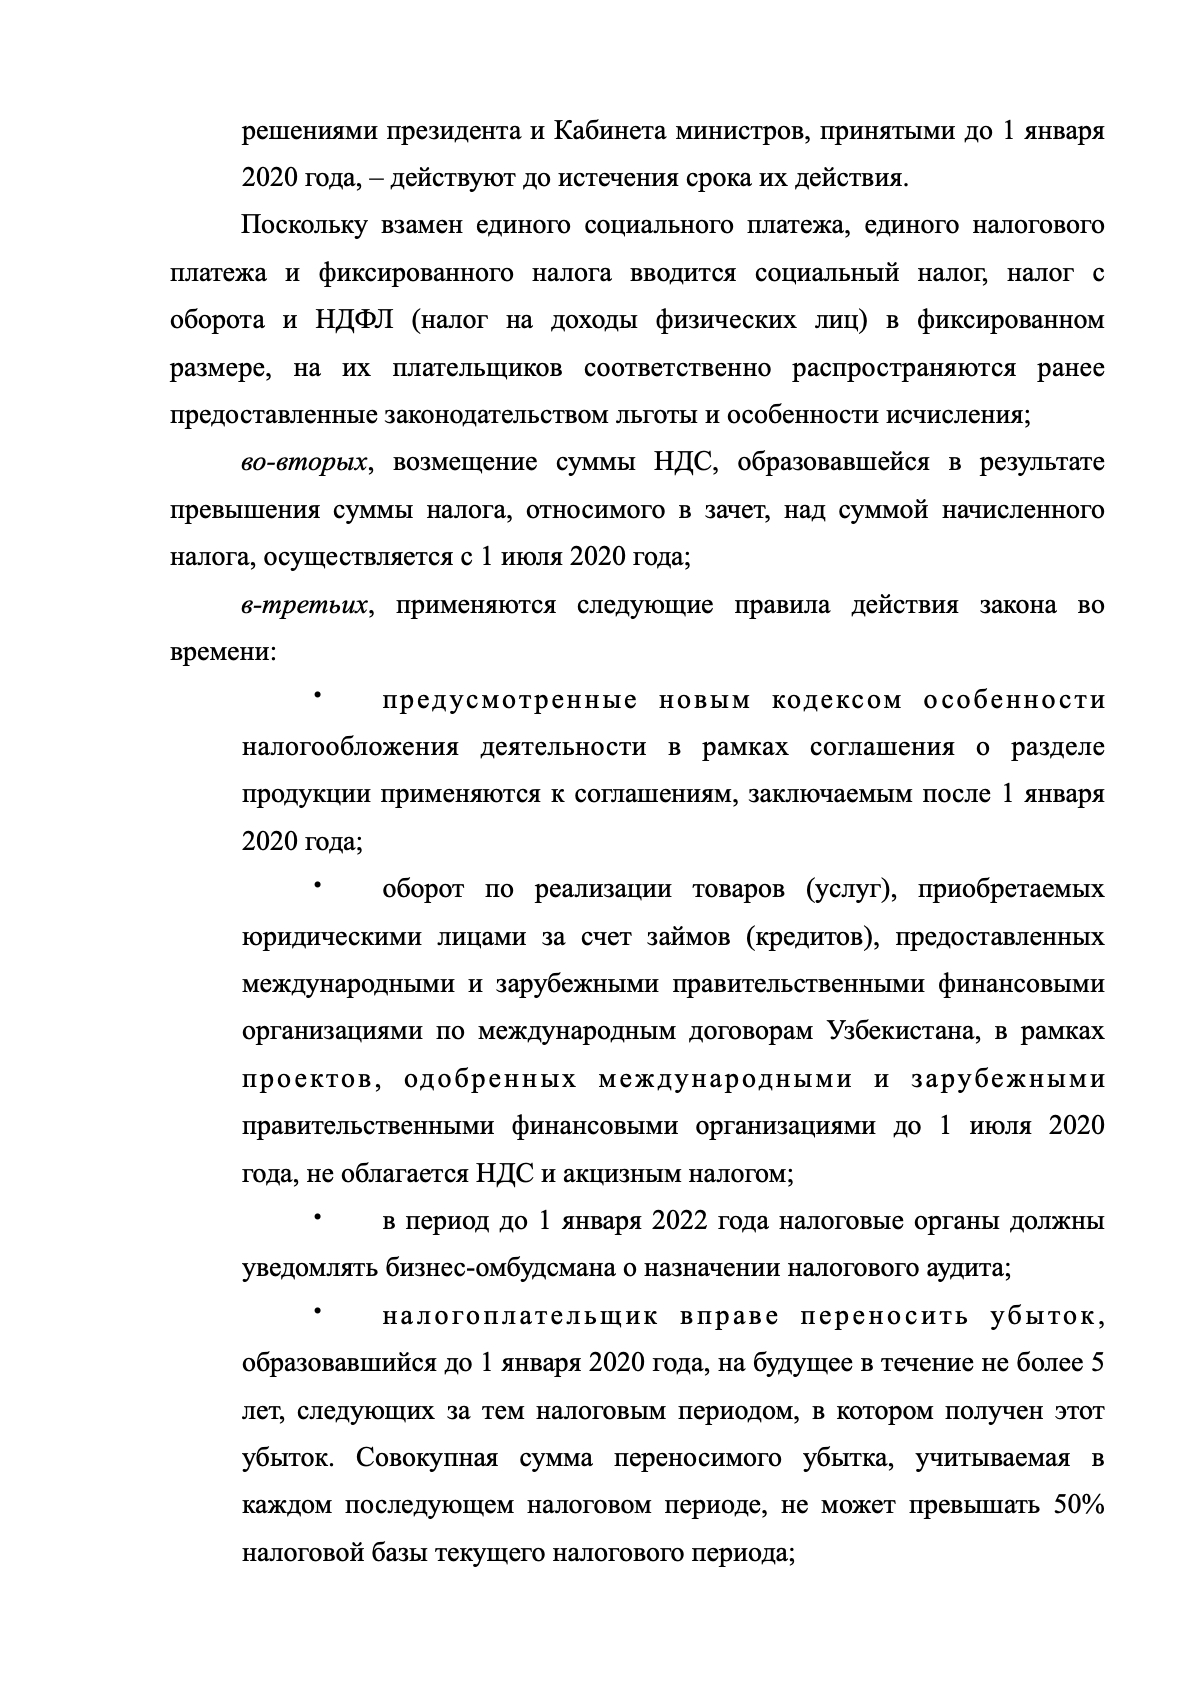 решениями президента и Кабинета министров, принятыми до 1 января
2020 года, – действуют до истечения срока их действия.
Поскольку взамен единого социального платежа, единого налогового
платежа и фиксированного налога вводится социальный налог, налог с
оборота и НДФЛ (налог на доходы физических лиц) в фиксированном
размере, на их плательщиков соответственно распространяются ранее
предоставленные законодательством льготы и особенности исчисления;
во-вторых, возмещение суммы НДС, образовавшейся в результате
превышения суммы налога, относимого в зачет, над суммой начисленного
налога, осуществляется с 1 июля 2020 года;
в-третьих, применяются следующие правила действия закона во
времени:
• предусмотренные новым кодексом особенности
налогообложения деятельности в рамках соглашения о разделе
продукции применяются к соглашениям, заключаемым после 1 января
2020 года;
• оборот по реализации товаров (услуг), приобретаемых
юридическими лицами за счет займов (кредитов), предоставленных
международными и зарубежными правительственными финансовыми
организациями по международным договорам Узбекистана, в рамках
проектов, одобренных международными и зарубежными
правительственными финансовыми организациями до 1 июля 2020
года, не облагается НДС и акцизным налогом;
• в период до 1 января 2022 года налоговые органы должны
уведомлять бизнес-омбудсмана о назначении налогового аудита;
• налогоплательщик вправе переносить убыток,
образовавшийся до 1 января 2020 года, на будущее в течение не более 5
лет, следующих за тем налоговым периодом, в котором получен этот
убыток. Совокупная сумма переносимого убытка, учитываемая в
каждом последующем налоговом периоде, не может превышать 50%
налоговой базы текущего налогового периода;